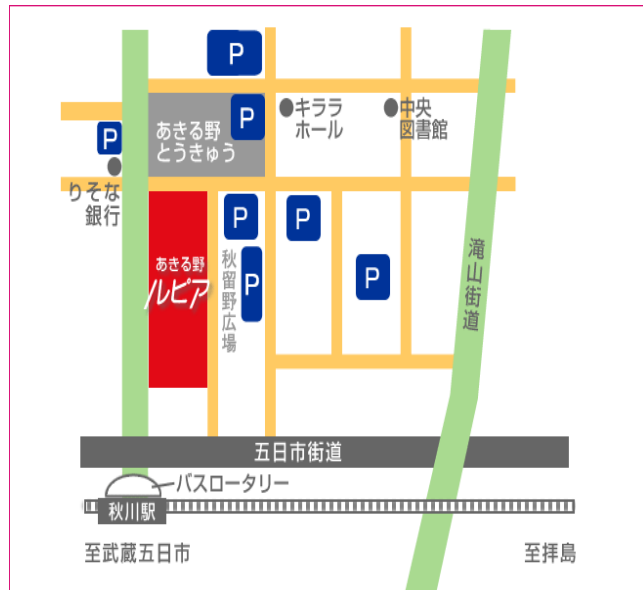 P
P
キララ
ホール
中央
図書館
あきる野
とうきゅう
P
りそな
銀行
P
P
あきる野
ルピア
秋留野広場
P
P
滝山街道
五日市街道
バスロータリー
秋川駅
至武蔵五日市
至拝島